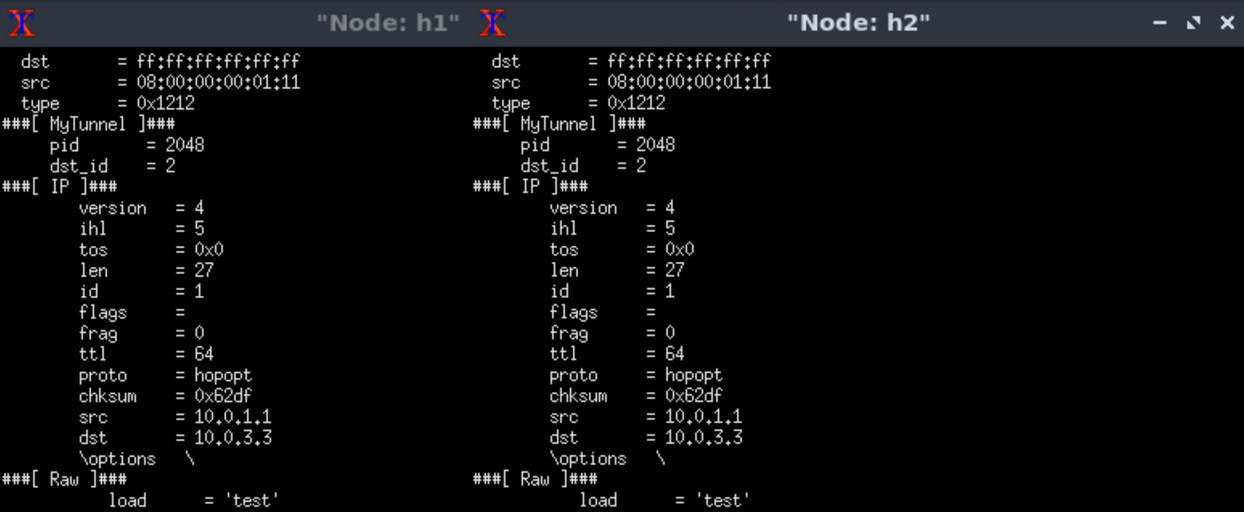 "Node: h1"
dst = ff:ff:ff:ff:ff:ff
src = 08:00:00:00:01:11
type = 0x1212
###[ MyTunnel ]###
pid = 2048
dst_id = 2
###[ IP ]###
version = 4
ihl = 5
tos = 0x0
len = 27
id = 1
flags =
frag = 0
ttl = 64
proto = hopopt
chksum = 0x62df
src = 10.0.1.1
dst = 10.0.3.3
\options \
###[ Raw ]###
load = 'test'
"Node: h2"
dst = ff:ff:ff:ff:ff:ff
src = 08:00:00:00:01:11
type = 0x1212
###[ MyTunnel ]###
pid = 2048
dst_id = 2
###[ IP ]###
version = 4
ihl = 5
tos = 0x0
len = 27
id = 1
flags =
frag = 0
ttl = 64
proto = hopopt
chksum = 0x62df
src = 10.0.1.1
dst = 10.0.3.3
\options \
###[ Raw ]###
load = 'test'